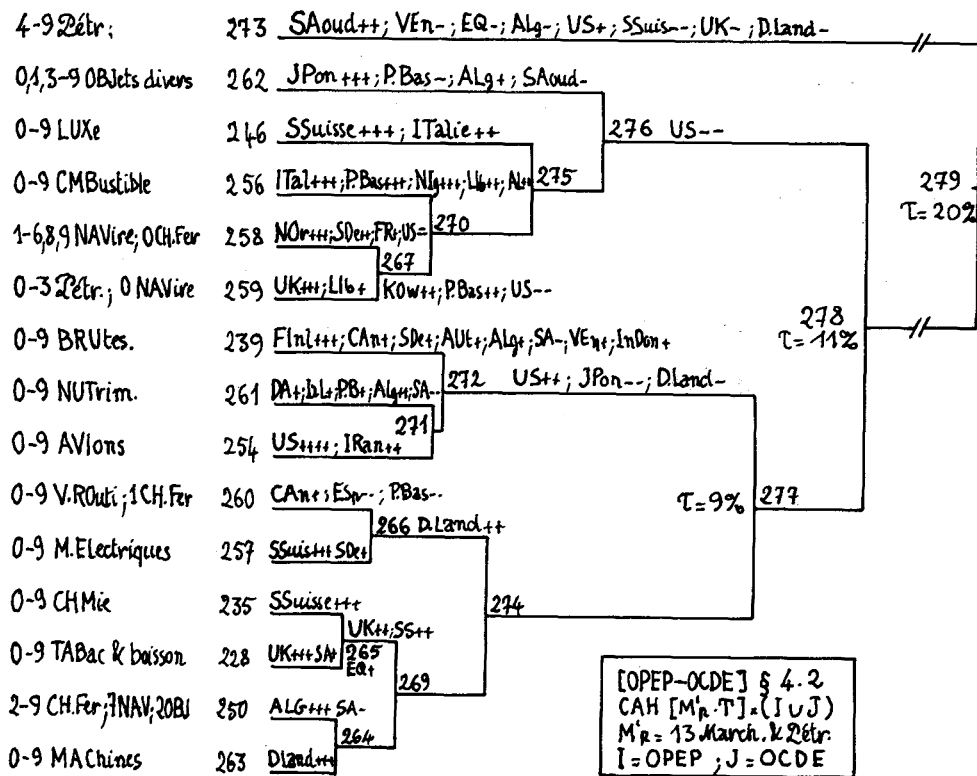 4-9 Pétr: 273 SAoud++; VEn-; EQ-; ALg-; US+; SSuis--; UK-; D.Land-
0,1,3-9 OBJets divers 262 JPon+++; P.Bas-; ALg+; SAoud-
276 US--
0-9 LUXe 246 SSuisse+++; ITalie++
275
279
τ=20%
0-9 CMBustible 256 ITal+++; P.Bas+++; NIg+++; LIb++; AL++
270
1-6,8,9 NAVire; 0CH.Fer 258 NOr+++; SDe++; FR+; US=
267
0-3 Pétr.; 0 NAVire 259 UK+++; LIb+
KOw++; P.Bas++; US--
278
τ=11%
0-9 BRUtes. 239 FInl+++; CAn+; SDe+; AUt+; ALg+; SA-; VEn+; InDon+
272 US++; JPon--; D.Land-
0-9 NUTrim. 261 DA+; IL+; P.B+; ALg++; SA--
271
0-9 AVIons 254 US++++; IRan++
0-9 V.ROuti; 1CH.Fer 260 CAn+; ESp--; P.Bas--
τ=9% 277
266 D.Land++
0-9 M.Electriques 257 SSuis+++ SDe+
0-9 CHMie 235 SSuisse+++
274
UK++; SS++
0-9 TABac & boisson 228 UK+++ SA+
265
EQ+
269
2-9 CH.Fer; 7NAV; 2OBJ 250 ALG+++ SA-
264
0-9 MAChines 263 Dland+++
[OPEP-OCDE] § 4.2
CAH [M'R.T]×(I∪J)
M'R = 13 March. & Pétr.
I=OPEP ; J=OCDE